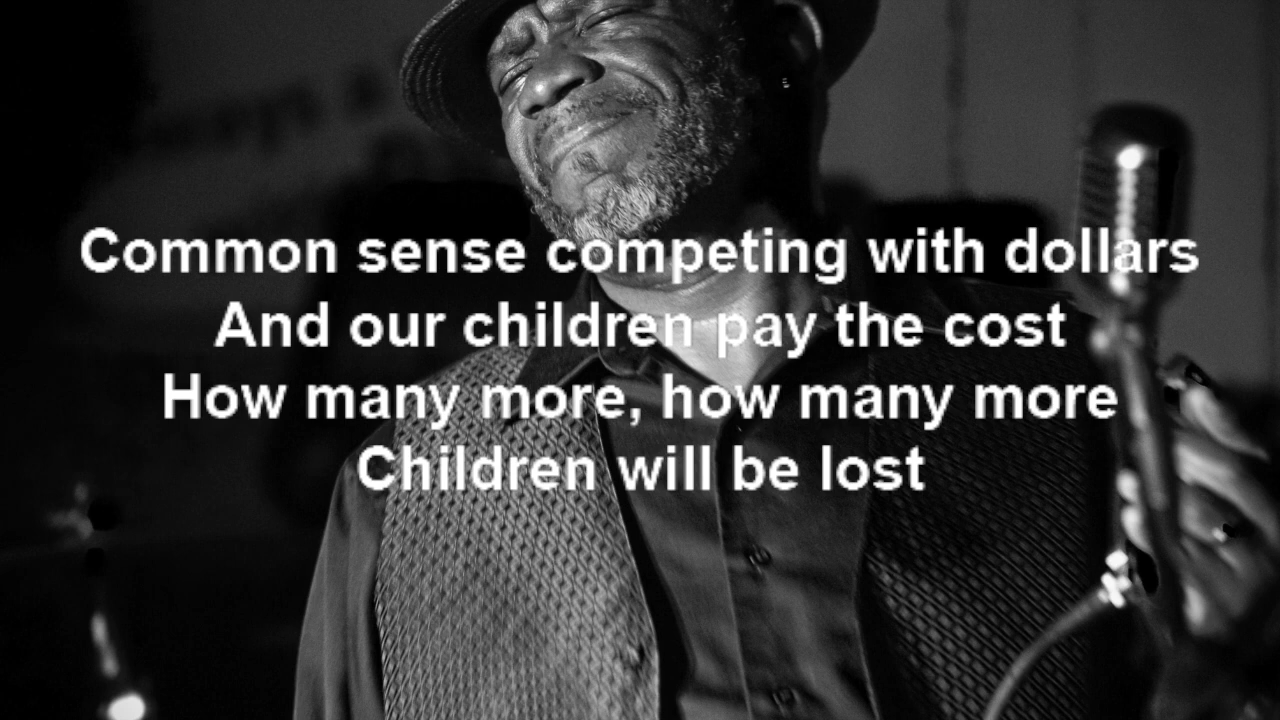 Common sense competing with dollars
And our children pay the cost
How many more, how many more
Children will be lost